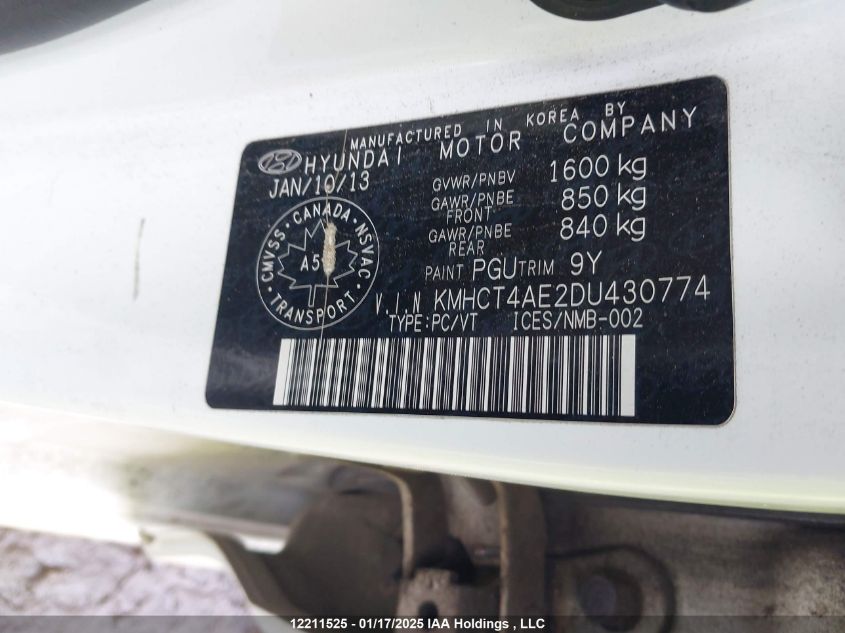 MANUFACTURED IN KOREA BY
HYUNDAI MOTOR COMPANY
JAN/10/13
GVWR/PNBV 1600 kg
GAWR/PNBE FRONT 850 kg
GAWR/PNBE REAR 840 kg
CMVSS · CANADA · NSVAC
A5
· TRANSPORT ·
PAINT PGU TRIM 9Y
V.I.N KMHCT4AE2DU430774
TYPE:PC/VT ICES/NMB-002
12211525 - 01/17/2025 IAA Holdings , LLC